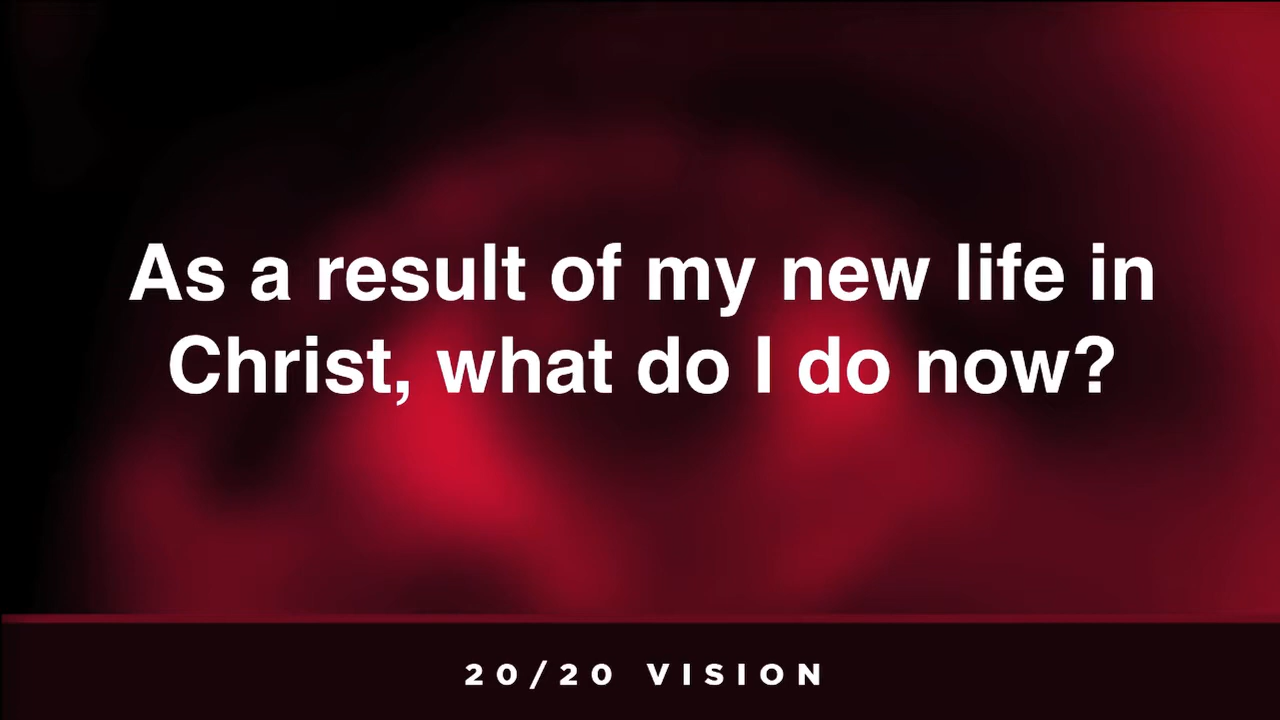 As a result of my new life in
Christ, what do I do now?
20/20 VISION